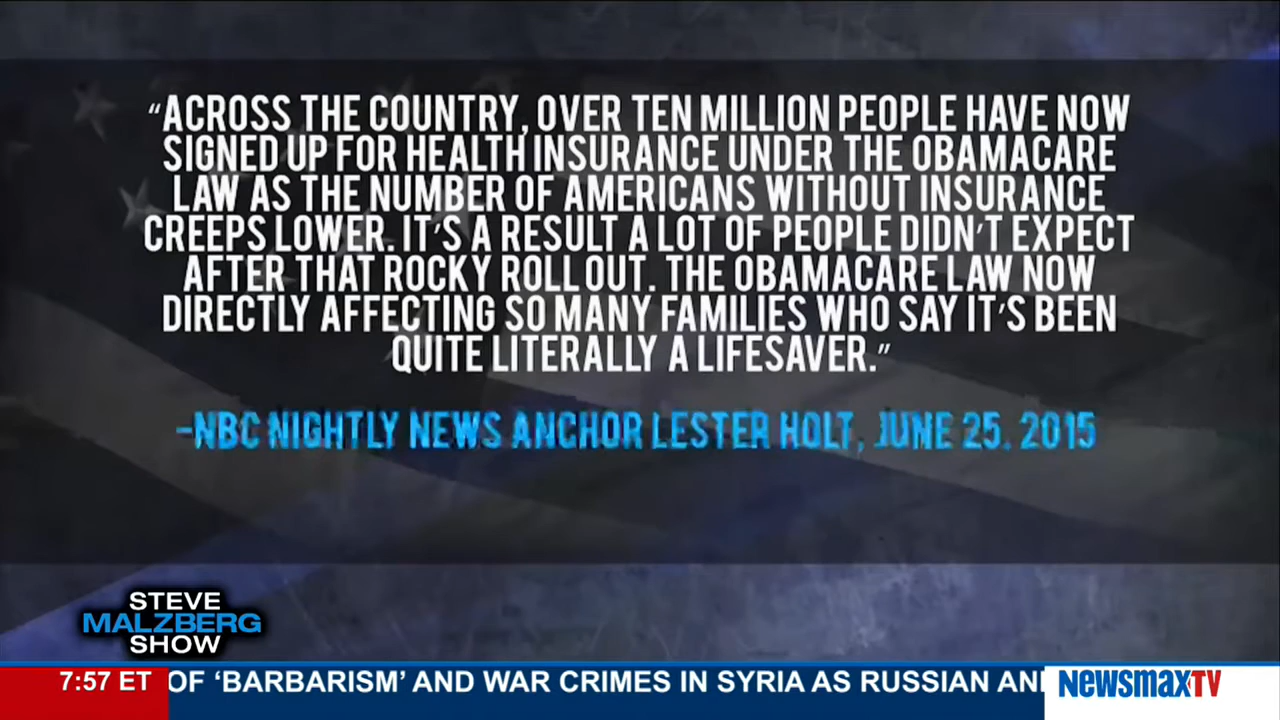 “ACROSS THE COUNTRY, OVER TEN MILLION PEOPLE HAVE NOW
SIGNED UP FOR HEALTH INSURANCE UNDER THE OBAMACARE
LAW AS THE NUMBER OF AMERICANS WITHOUT INSURANCE
CREEPS LOWER. IT’S A RESULT A LOT OF PEOPLE DIDN’T EXPECT
AFTER THAT ROCKY ROLL OUT. THE OBAMACARE LAW NOW
DIRECTLY AFFECTING SO MANY FAMILIES WHO SAY IT’S BEEN
QUITE LITERALLY A LIFESAVER.”
-NBC NIGHTLY NEWS ANCHOR LESTER HOLT, JUNE 25, 2015
STEVE
MALZBERG
SHOW
7:57 ET OF ‘BARBARISM’ AND WAR CRIMES IN SYRIA AS RUSSIAN AN NEWSMAXTV